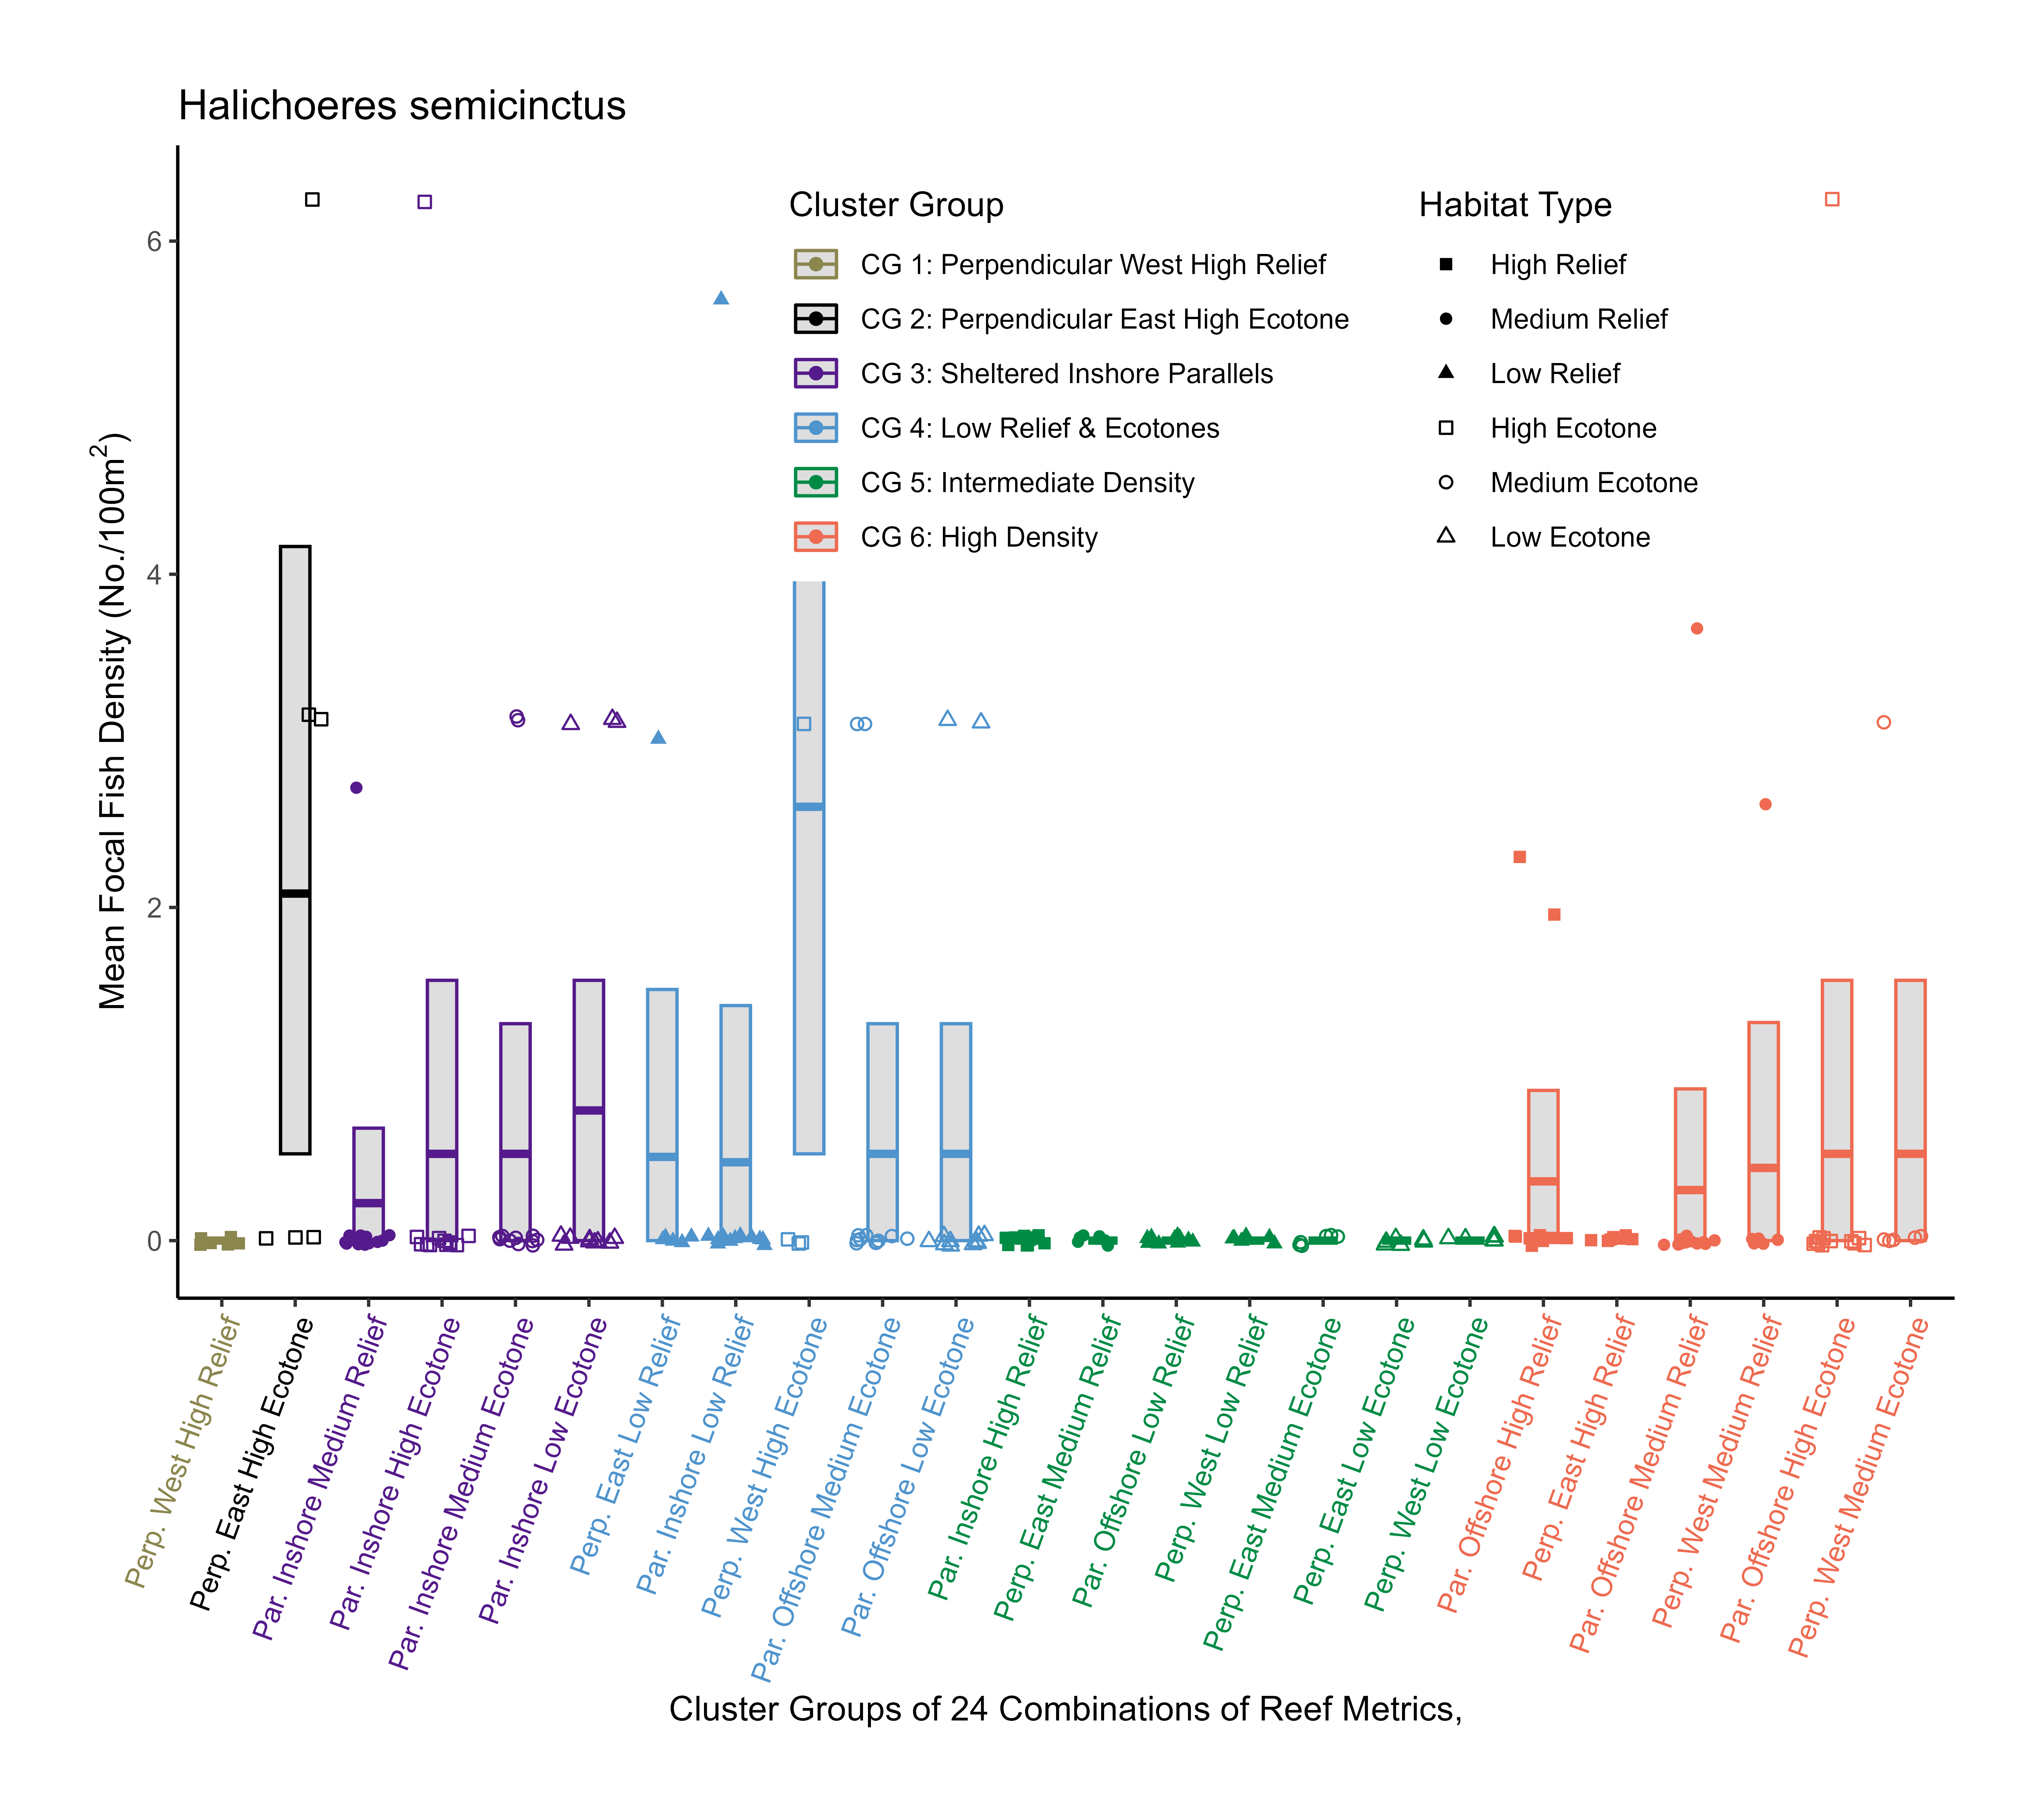 Halichoeres semicinctus
Mean Focal Fish Density (No./100m²)
6
4
2
0
Cluster Group
CG 1: Perpendicular West High Relief
CG 2: Perpendicular East High Ecotone
CG 3: Sheltered Inshore Parallels
CG 4: Low Relief & Ecotones
CG 5: Intermediate Density
CG 6: High Density
Habitat Type
High Relief
Medium Relief
Low Relief
High Ecotone
Medium Ecotone
Low Ecotone
Perp. West High Relief
Perp. East High Ecotone
Par. Inshore Medium Relief
Par. Inshore High Ecotone
Par. Inshore Medium Ecotone
Par. Inshore Low Ecotone
Perp. East Low Relief
Par. Inshore Low Relief
Perp. West High Ecotone
Par. Offshore Medium Ecotone
Par. Offshore Low Ecotone
Par. Inshore High Relief
Perp. East Medium Relief
Par. Offshore Low Relief
Perp. West Low Relief
Perp. East Medium Ecotone
Perp. East Low Ecotone
Perp. West Low Ecotone
Par. Offshore High Relief
Perp. East High Relief
Par. Offshore Medium Relief
Perp. West Medium Relief
Par. Offshore High Ecotone
Perp. West Medium Ecotone
Cluster Groups of 24 Combinations of Reef Metrics,